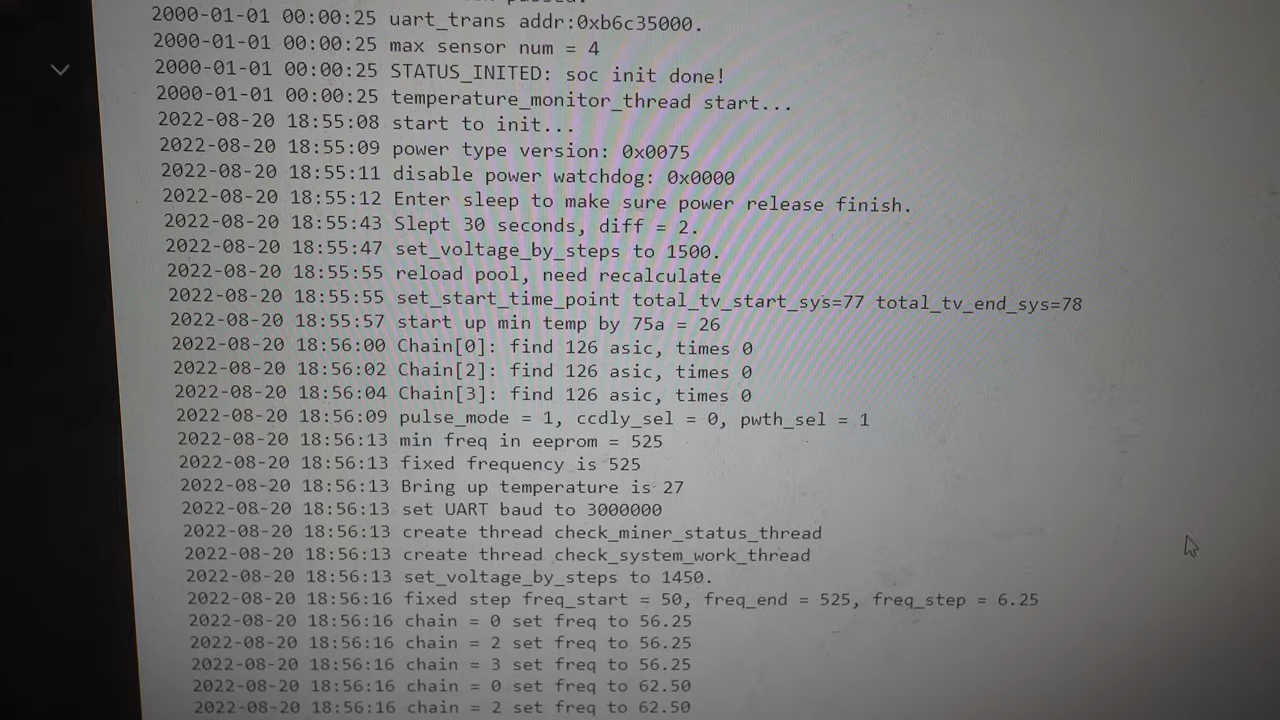 2000-01-01 00:00:25 uart_trans addr:0xb6c35000.
2000-01-01 00:00:25 max sensor num = 4
2000-01-01 00:00:25 STATUS_INITED: soc init done!
2000-01-01 00:00:25 temperature_monitor_thread start...
2022-08-20 18:55:08 start to init...
2022-08-20 18:55:09 power type version: 0x0075
2022-08-20 18:55:11 disable power watchdog: 0x0000
2022-08-20 18:55:12 Enter sleep to make sure power release finish.
2022-08-20 18:55:43 Slept 30 seconds, diff = 2.
2022-08-20 18:55:47 set_voltage_by_steps to 1500.
2022-08-20 18:55:55 reload pool, need recalculate
2022-08-20 18:55:55 set_start_time_point total_tv_start_sys=77 total_tv_end_sys=78
2022-08-20 18:55:57 start up min temp by 75a = 26
2022-08-20 18:56:00 Chain[0]: find 126 asic, times 0
2022-08-20 18:56:02 Chain[2]: find 126 asic, times 0
2022-08-20 18:56:04 Chain[3]: find 126 asic, times 0
2022-08-20 18:56:09 pulse_mode = 1, ccdly_sel = 0, pwth_sel = 1
2022-08-20 18:56:13 min freq in eeprom = 525
2022-08-20 18:56:13 fixed frequency is 525
2022-08-20 18:56:13 Bring up temperature is 27
2022-08-20 18:56:13 set UART baud to 3000000
2022-08-20 18:56:13 create thread check_miner_status_thread
2022-08-20 18:56:13 create thread check_system_work_thread
2022-08-20 18:56:13 set_voltage_by_steps to 1450.
2022-08-20 18:56:16 fixed step freq_start = 50, freq_end = 525, freq_step = 6.25
2022-08-20 18:56:16 chain = 0 set freq to 56.25
2022-08-20 18:56:16 chain = 2 set freq to 56.25
2022-08-20 18:56:16 chain = 3 set freq to 56.25
2022-08-20 18:56:16 chain = 0 set freq to 62.50
2022-08-20 18:56:16 chain = 2 set freq to 62.50